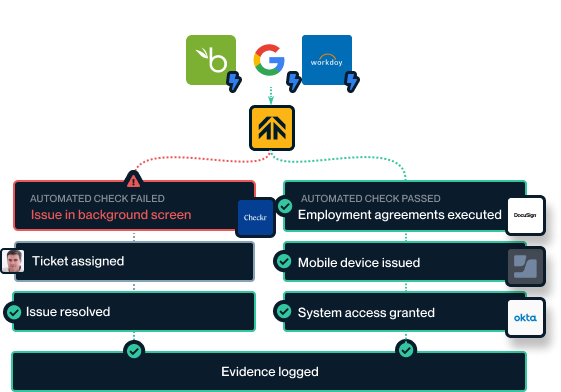 b
G
workday
AUTOMATED CHECK FAILED
Issue in background screen
Checkr
AUTOMATED CHECK PASSED
Employment agreements executed
DocuSign
Ticket assigned
Mobile device issued
Issue resolved
System access granted
okta
Evidence logged